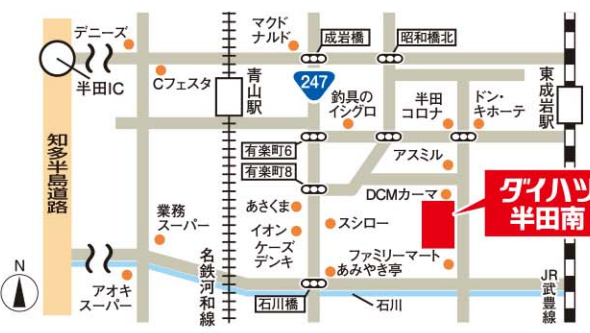 デニーズ
マクド
ナルド
成岩橋
昭和橋北
半田IC
Cフェスタ
青山駅
247
釣具の
イシグロ
半田
コロナ
ドン・
キホーテ
東成岩駅
知多半島道路
有楽町6
有楽町8
アスミル
DCMカーマ
ダイハツ
半田南
業務
スーパー
あさくま
イオン
ケーズ
デンキ
スシロー
ファミリーマート
あみやき亭
N
アオキ
スーパー
名鉄河和線
石川橋
石川
JR
武豊線